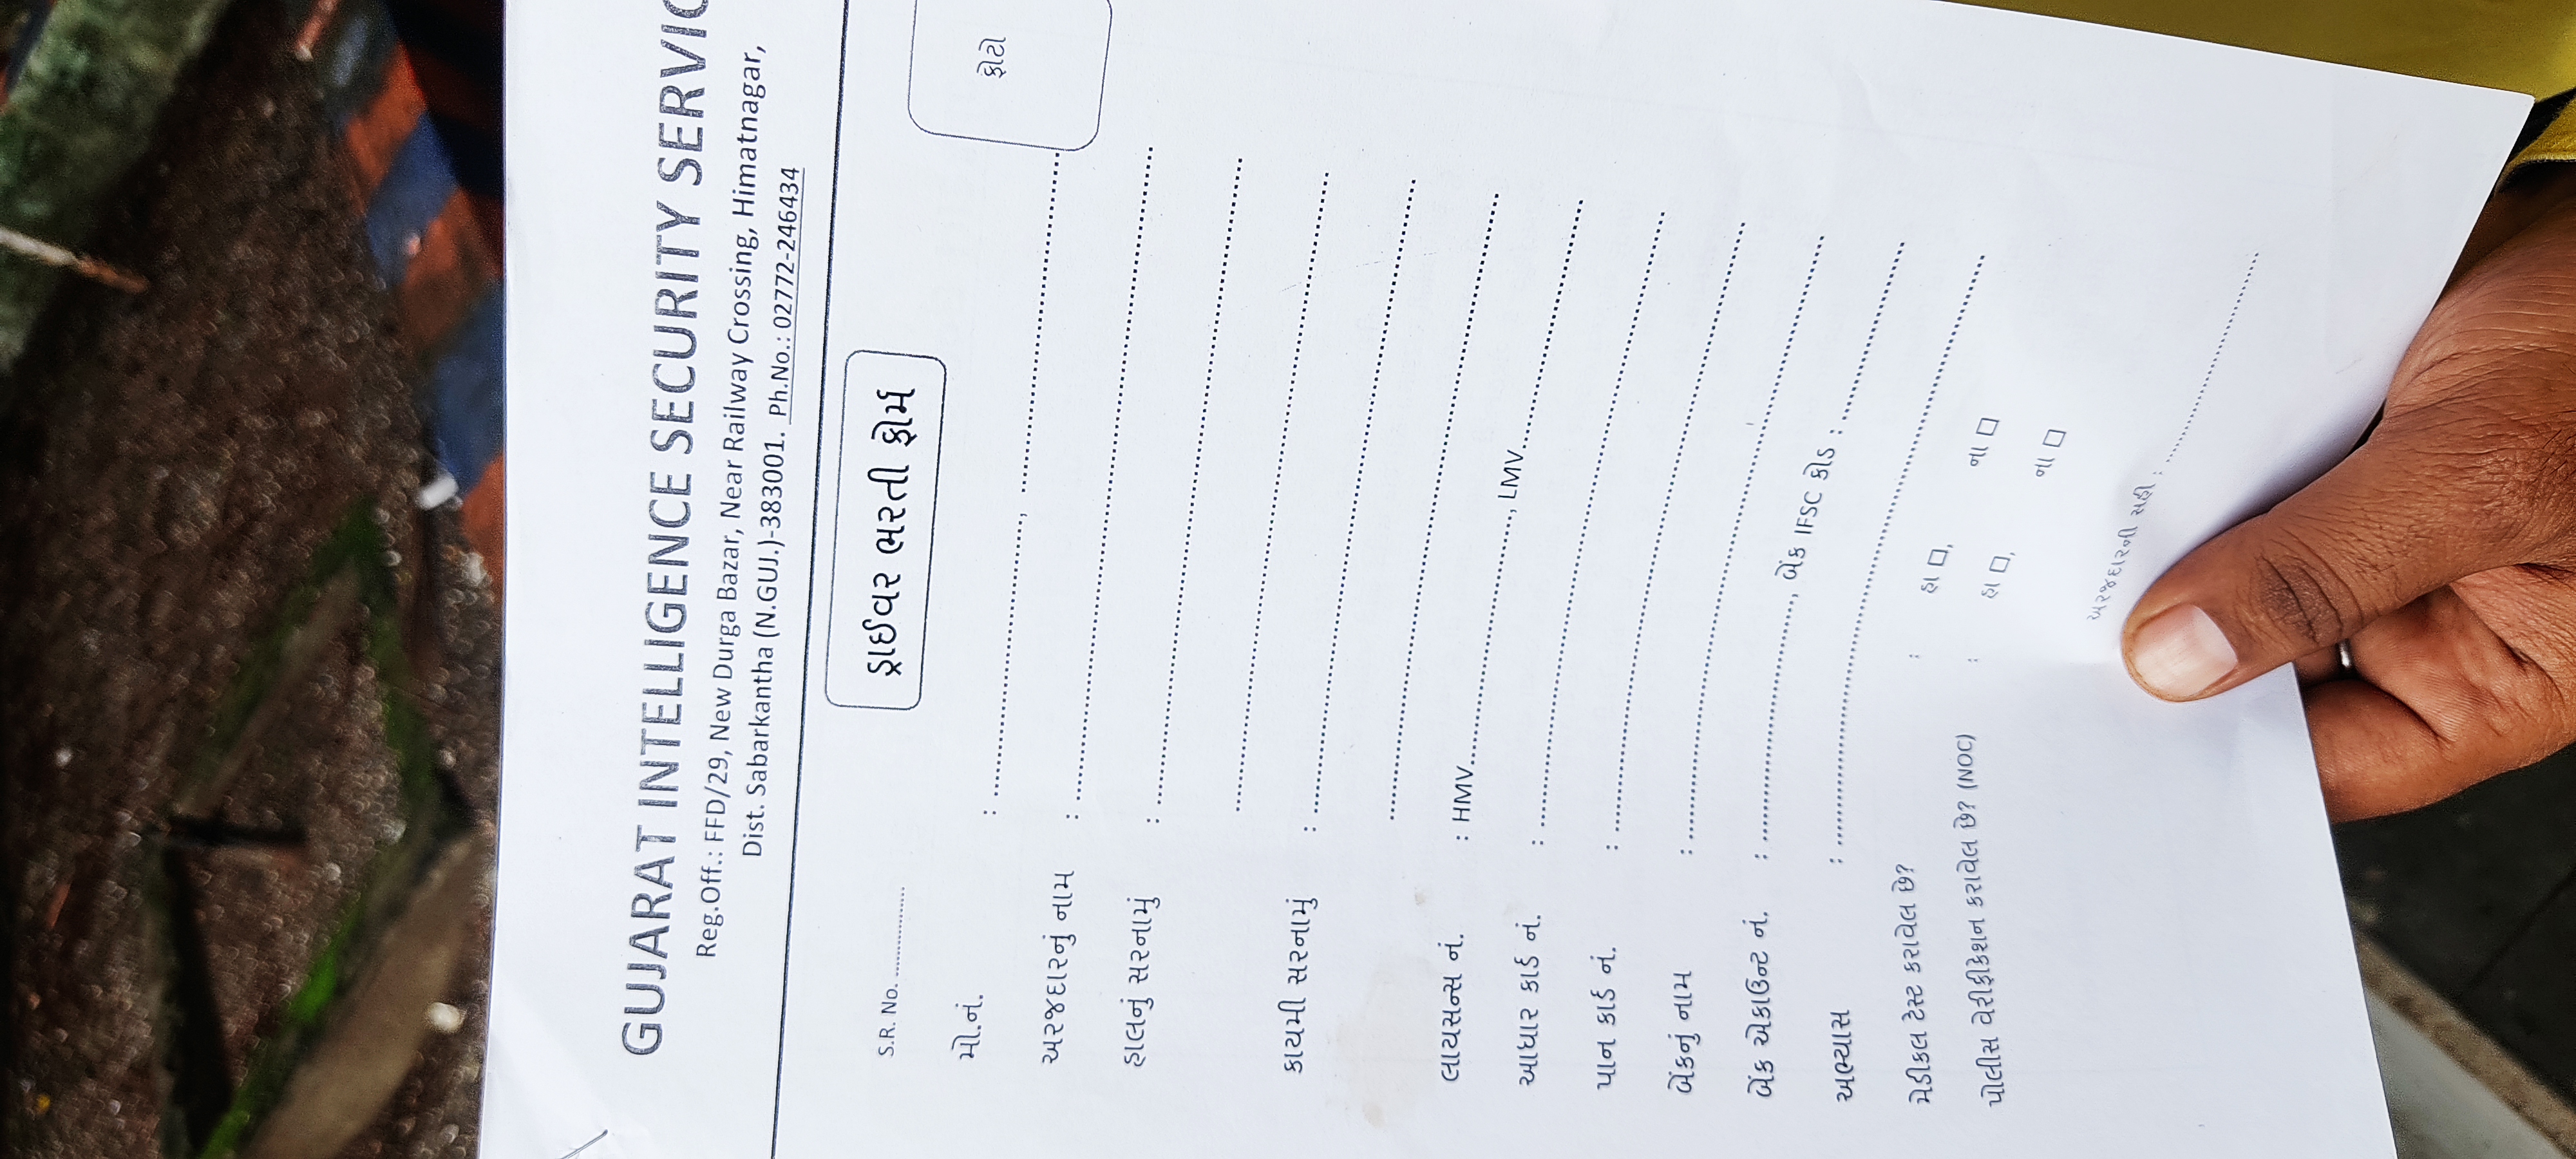 GUJARAT INTELLIGENCE SECURITY
Reg.Off.: FFD/29, New Durga Bazar, Near Railway Crossing, Himatnagar,
Dist. Sabarkantha (N.GUJ.)-383001. Ph.No.: 02772-246434
S.R. No. ................
ડ્રાઈવર ભરતી ફોર્મ
ફોટો
મો.નં. : ........................................, ................................................
અરજદારનું નામ : ................................................................................
હાલનું સરનામું : ................................................................................
................................................................................
કાયમી સરનામું : ................................................................................
................................................................................
લાયસન્સ નં. : HMV...................................., LMV....................................
આધાર કાર્ડ નં. : ................................................................................
પાન કાર્ડ નં. : ................................................................................
બેંકનું નામ : ................................................................................
બેંક એકાઉન્ટ નં. : ...................................., બેંક IFSC કોડ : ..........................
અભ્યાસ : ................................................................................
મેડીકલ ટેસ્ટ કરાવેલ છે? : હા □, ના □
પોલીસ વેરીફીકેશન કરાવેલ છે? (NOC) : હા □, ના □
અરજદારની સહી : ....................................